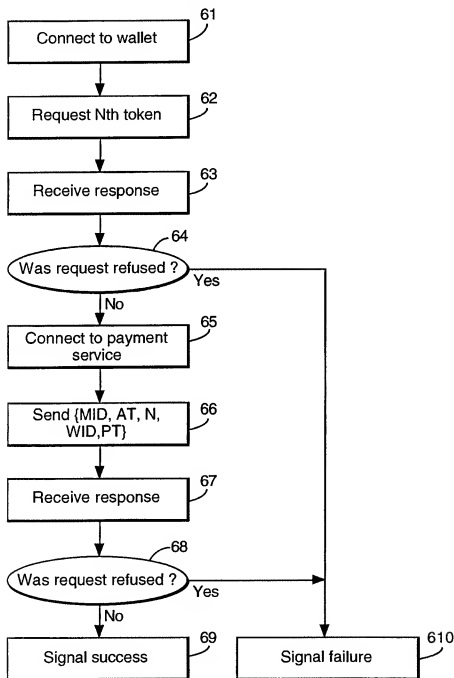 61
Connect to wallet
62
Request Nth token
63
Receive response
64
Was request refused ?
Yes
No
65
Connect to payment
service
66
Send {MID, AT, N,
WID,PT}
67
Receive response
68
Was request refused ?
Yes
No
69
Signal success
610
Signal failure